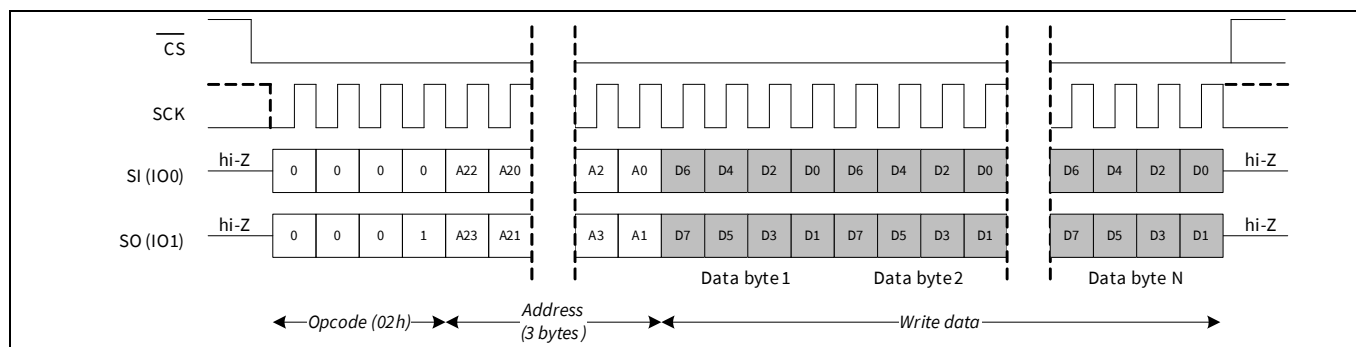 CS
SCK
SI (IO0) hi-Z 0 0 0 0 A22 A20 A2 A0 D6 D4 D2 D0 D6 D4 D2 D0 D6 D4 D2 D0 hi-Z
SO (IO1) hi-Z 0 0 0 1 A23 A21 A3 A1 D7 D5 D3 D1 D7 D5 D3 D1 D7 D5 D3 D1 hi-Z
Data byte 1 Data byte 2 Data byte N
Opcode (02h) Address Write data
(3 bytes)